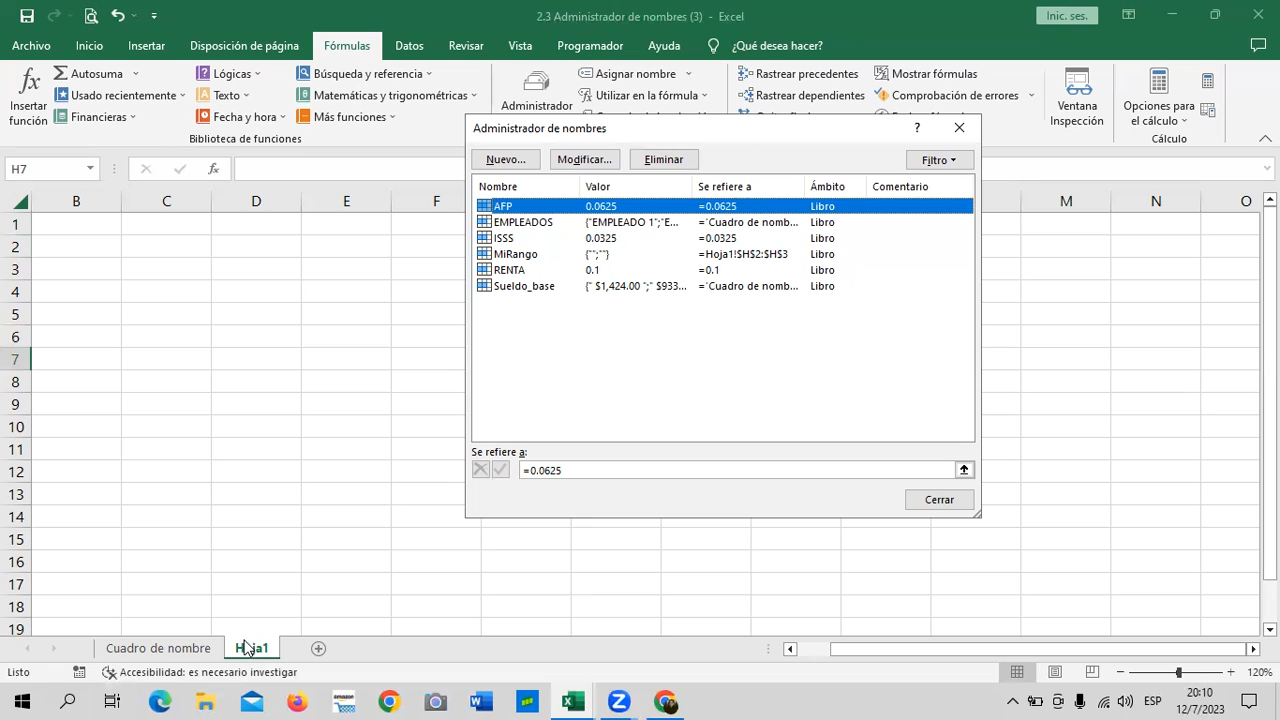 2.3 Administrador de nombres (3) - Excel
Inic. ses.
Archivo Inicio Insertar Disposición de página Fórmulas Datos Revisar Vista Programador Ayuda ¿Qué desea hacer?
Insertar función
Autosuma
Usado recientemente
Financieras
Lógicas
Texto
Fecha y hora
Búsqueda y referencia
Matemáticas y trigonométricas
Más funciones
Biblioteca de funciones
Administrador
Asignar nombre
Utilizar en la fórmula
Rastrear precedentes
Rastrear dependientes
Mostrar fórmulas
Comprobación de errores
Ventana
Inspección
Opciones para
el cálculo
Cálculo
H7
fx
Administrador de nombres
?
Nuevo... Modificar... Eliminar Filtro
Nombre Valor Se refiere a Ámbito Comentario
AFP 0.0625 =0.0625 Libro
EMPLEADOS {"EMPLEADO 1";"E... ='Cuadro de nomb... Libro
ISSS 0.0325 =0.0325 Libro
MiRango {"";""} =Hoja1!$H$2:$H$3 Libro
RENTA 0.1 =0.1 Libro
Sueldo_base {" $1,424.00 ";" $933... ='Cuadro de nomb... Libro
Se refiere a:
=0.0625
Cerrar
B C D E F M N O
2
3
4
5
6
7
8
9
10
11
12
13
14
15
16
17
18
19
Cuadro de nombre Hoja1
Listo Accesibilidad: es necesario investigar 120%
ESP
20:10
12/7/2023